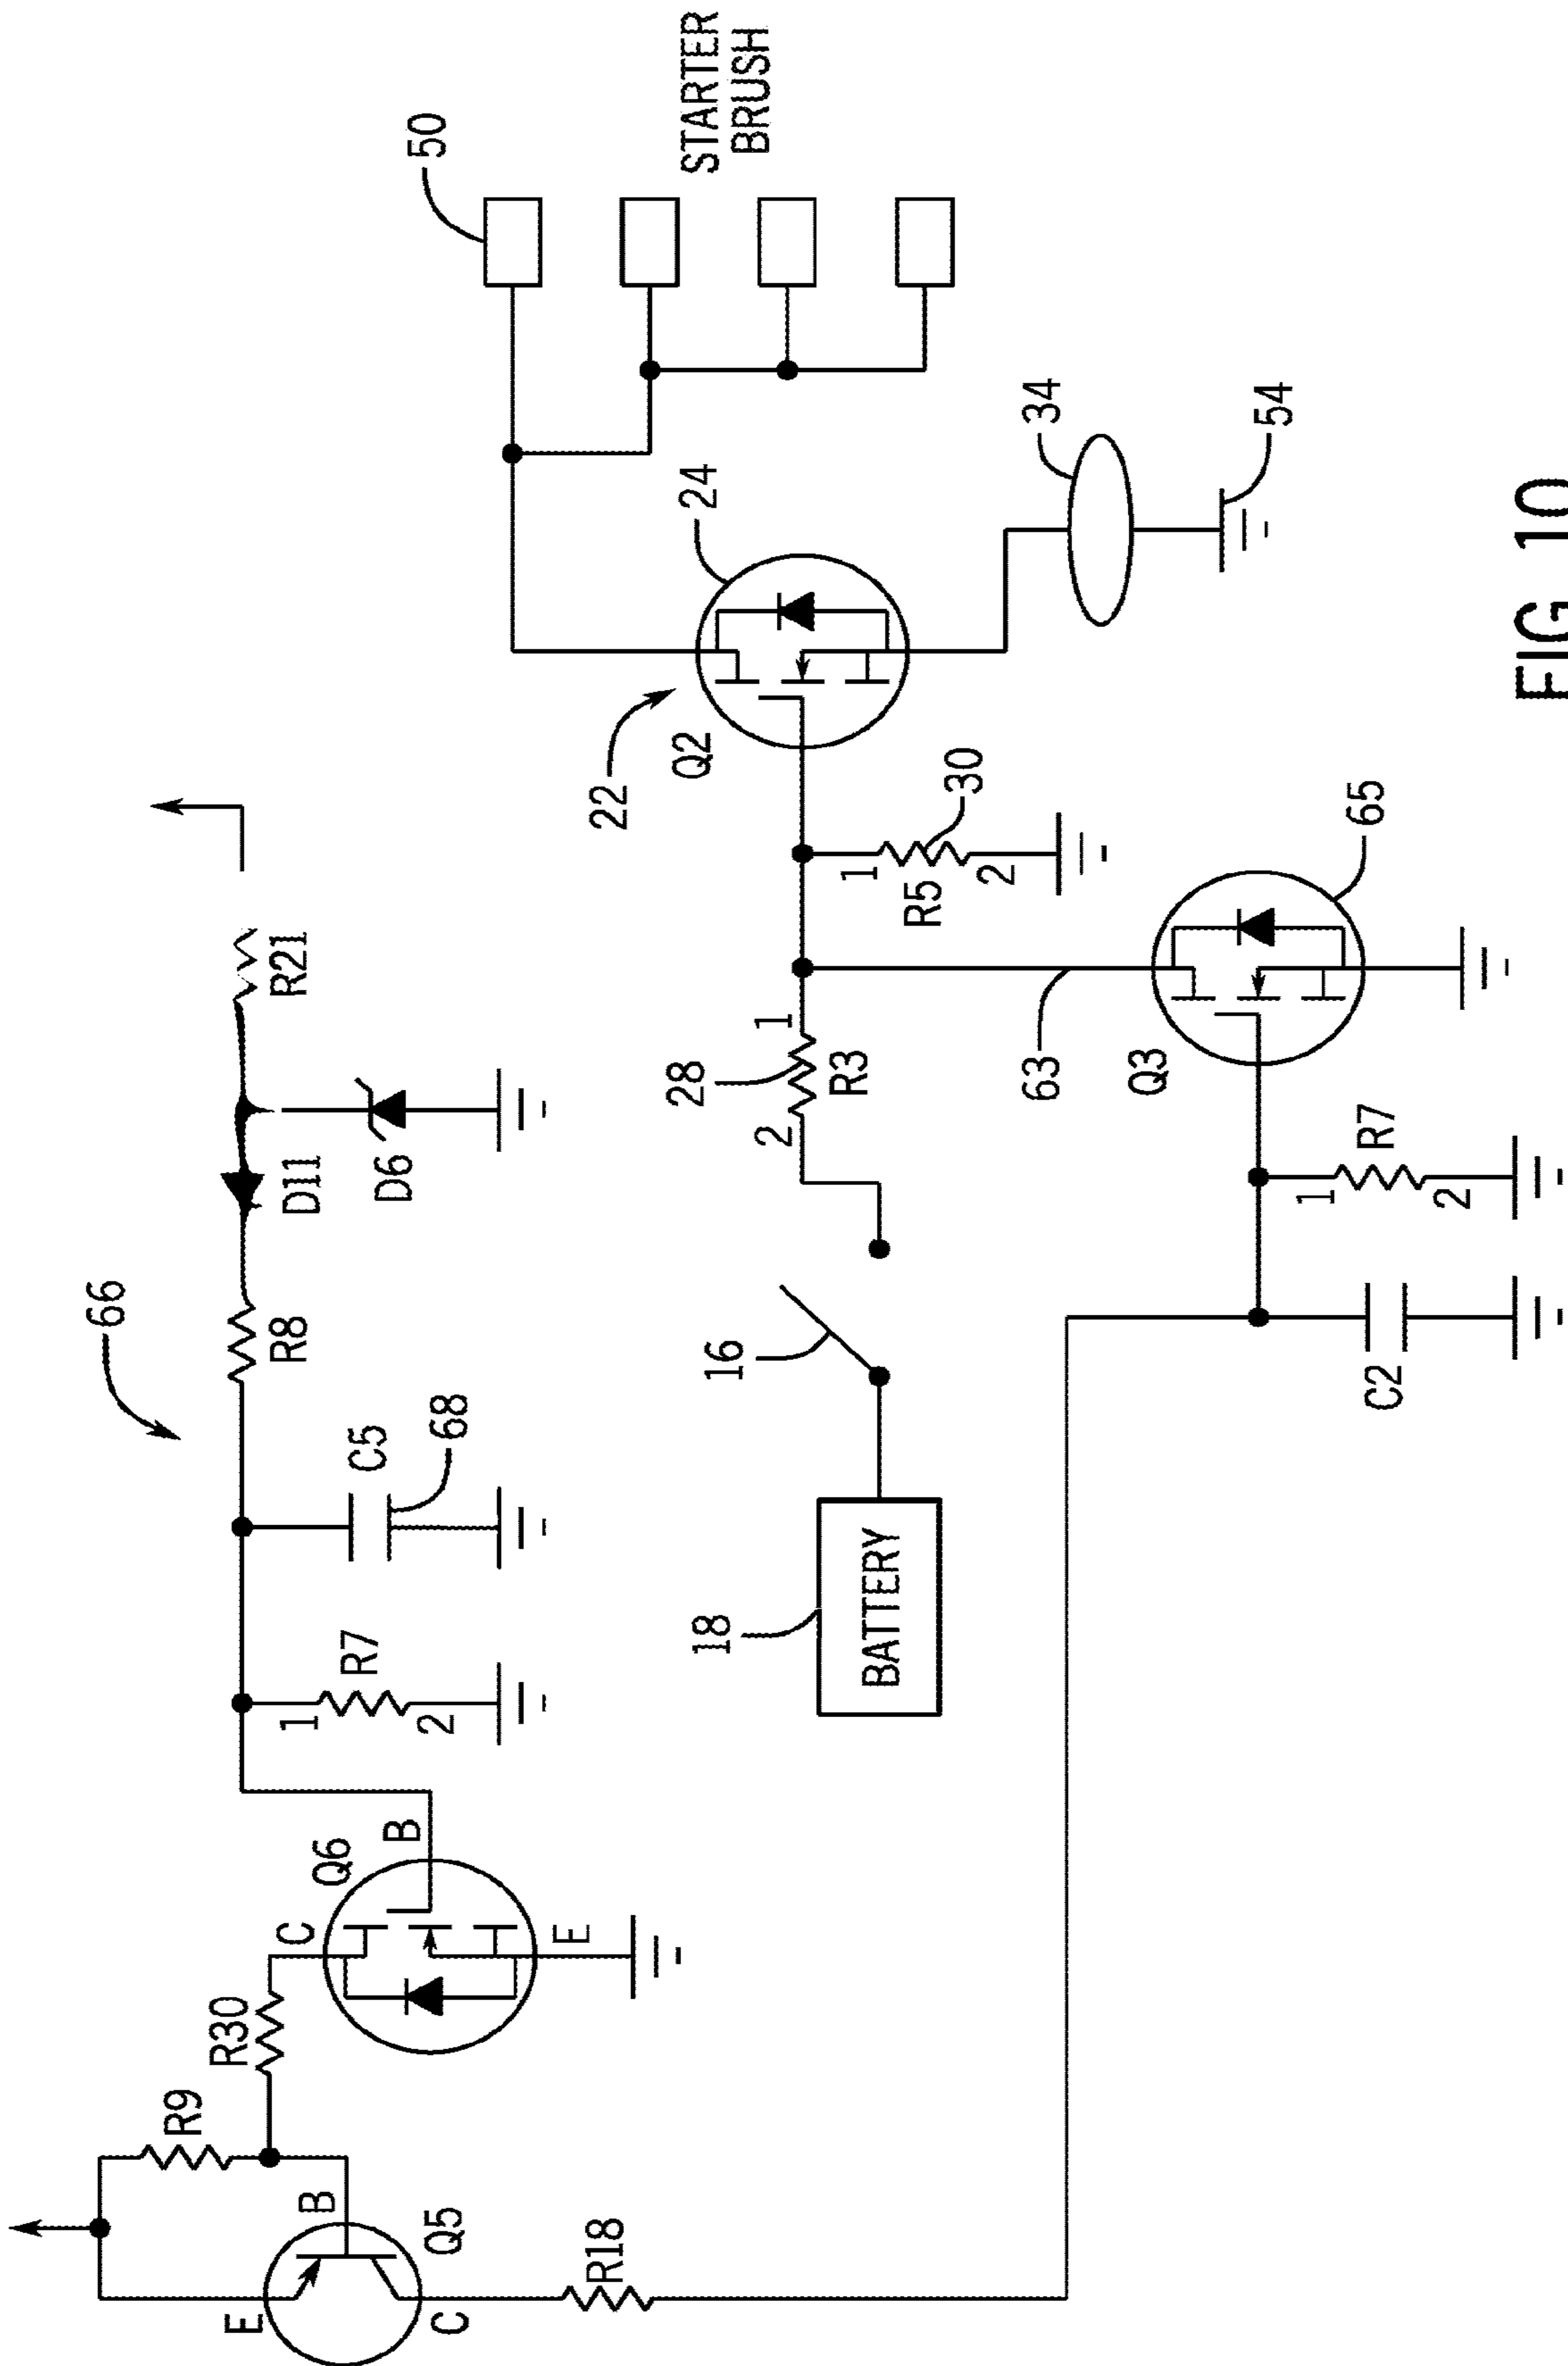 66
R21
D11
D6
R8
C5
68
R7
1
2
Q6
B
C
E
R30
R9
B
Q5
E
C
R18
50
STARTER
BRUSH
22
24
Q2
34
54
30
R5
1
2
28
R3
1
2
16
18
BATTERY
63
Q3
65
R7
1
2
C2
FIG. 10